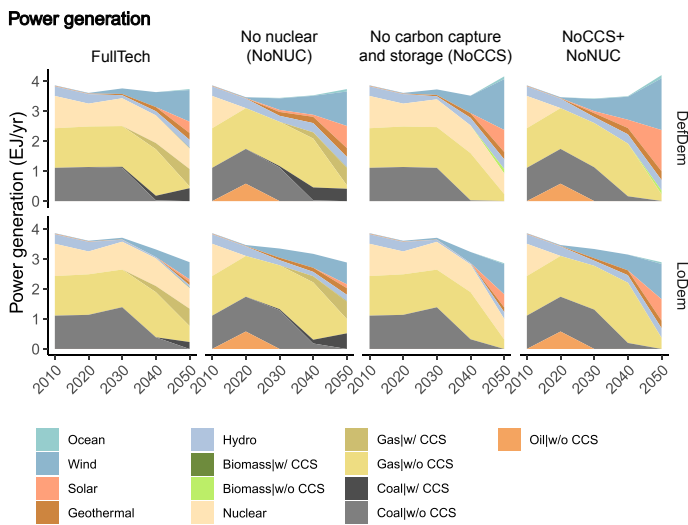 Power generation
FullTech
No nuclear
(NoNUC)
No carbon capture
and storage (NoCCS)
NoCCS+
NoNUC
Power generation (EJ/yr)
4
3
2
1
0
DefDem
4
3
2
1
0
LoDem
2010 2020 2030 2040 2050 2010 2020 2030 2040 2050 2010 2020 2030 2040 2050 2010 2020 2030 2040 2050
Ocean Hydro Gas|w/ CCS Oil|w/o CCS
Wind Biomass|w/ CCS Gas|w/o CCS
Solar Biomass|w/o CCS Coal|w/ CCS
Geothermal Nuclear Coal|w/o CCS